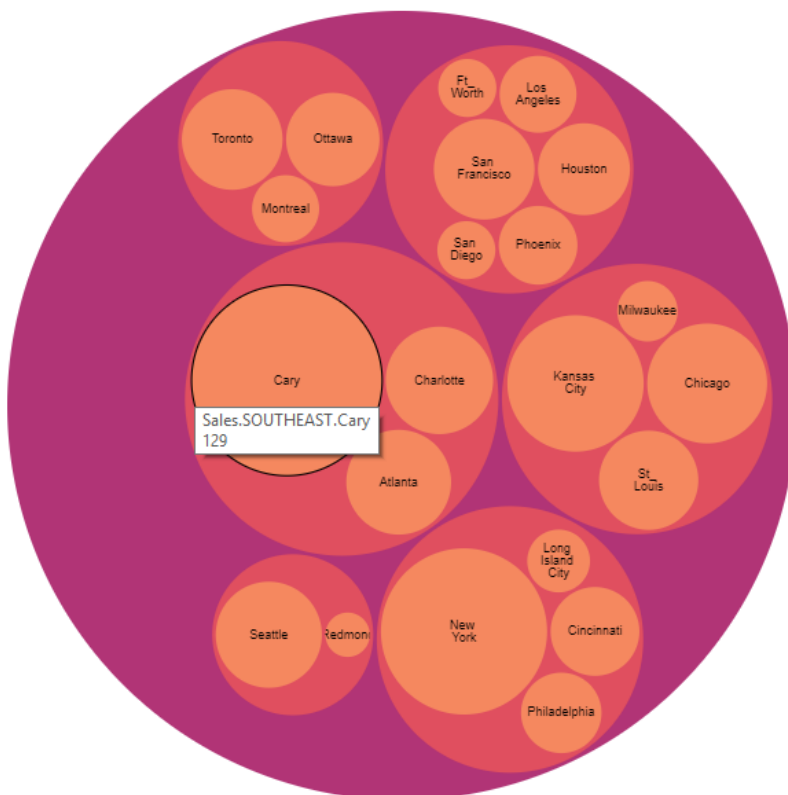 Toronto
Ottawa
Montreal
Ft_
Worth
Los
Angeles
San
Francisco
Houston
San
Diego
Phoenix
Cary
Charlotte
Atlanta
Sales.SOUTHEAST.Cary
129
Milwaukee
Kansas
City
Chicago
St_
Louis
Seattle
Redmond
New
York
Long
Island
City
Cincinnati
Philadelphia